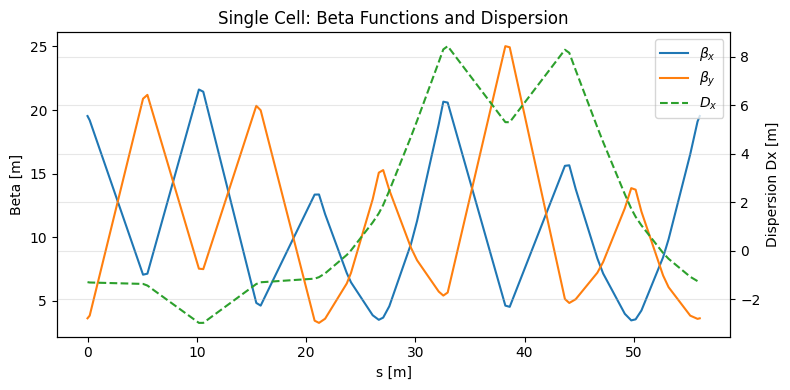 Single Cell: Beta Functions and Dispersion
βx
βy
Dx
25
20
15
10
5
Beta [m]
8
6
4
2
0
−2
Dispersion Dx [m]
0
10
20
30
40
50
s [m]